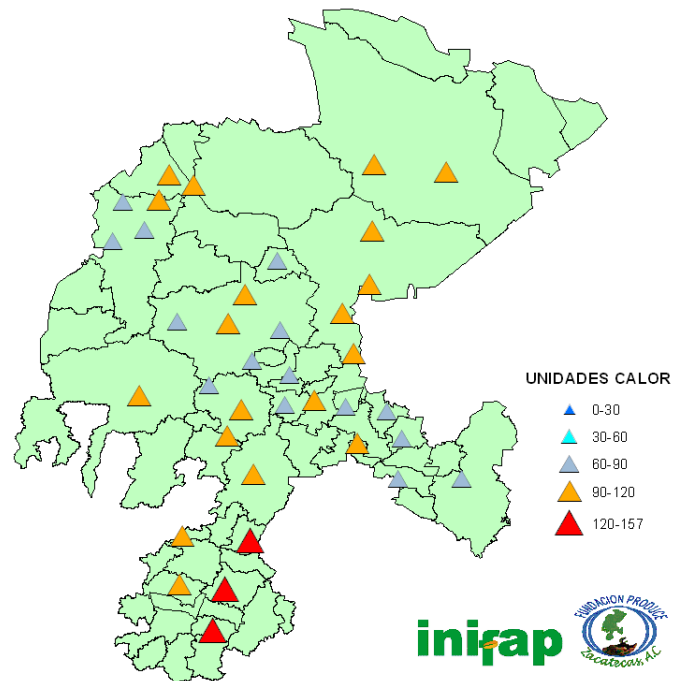 UNIDADES CALOR
0-30
30-60
60-90
90-120
120-157
inifap
FUNDACION PRODUCE
Zacatecas, A.C